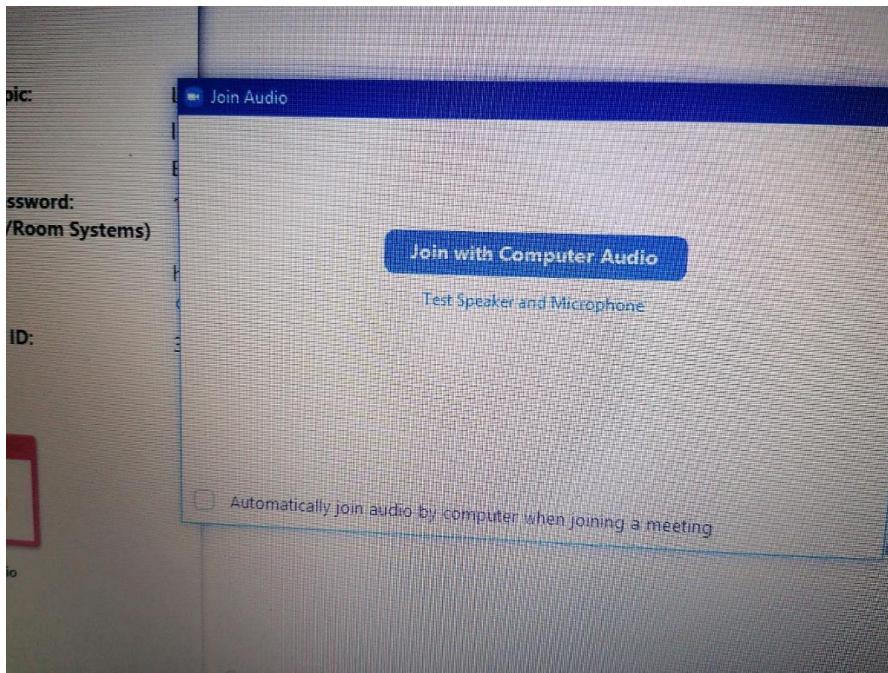 Join Audio
Join with Computer Audio
Test Speaker and Microphone
Automatically join audio by computer when joining a meeting
pic:
ssword:
/Room Systems)
ID:
io